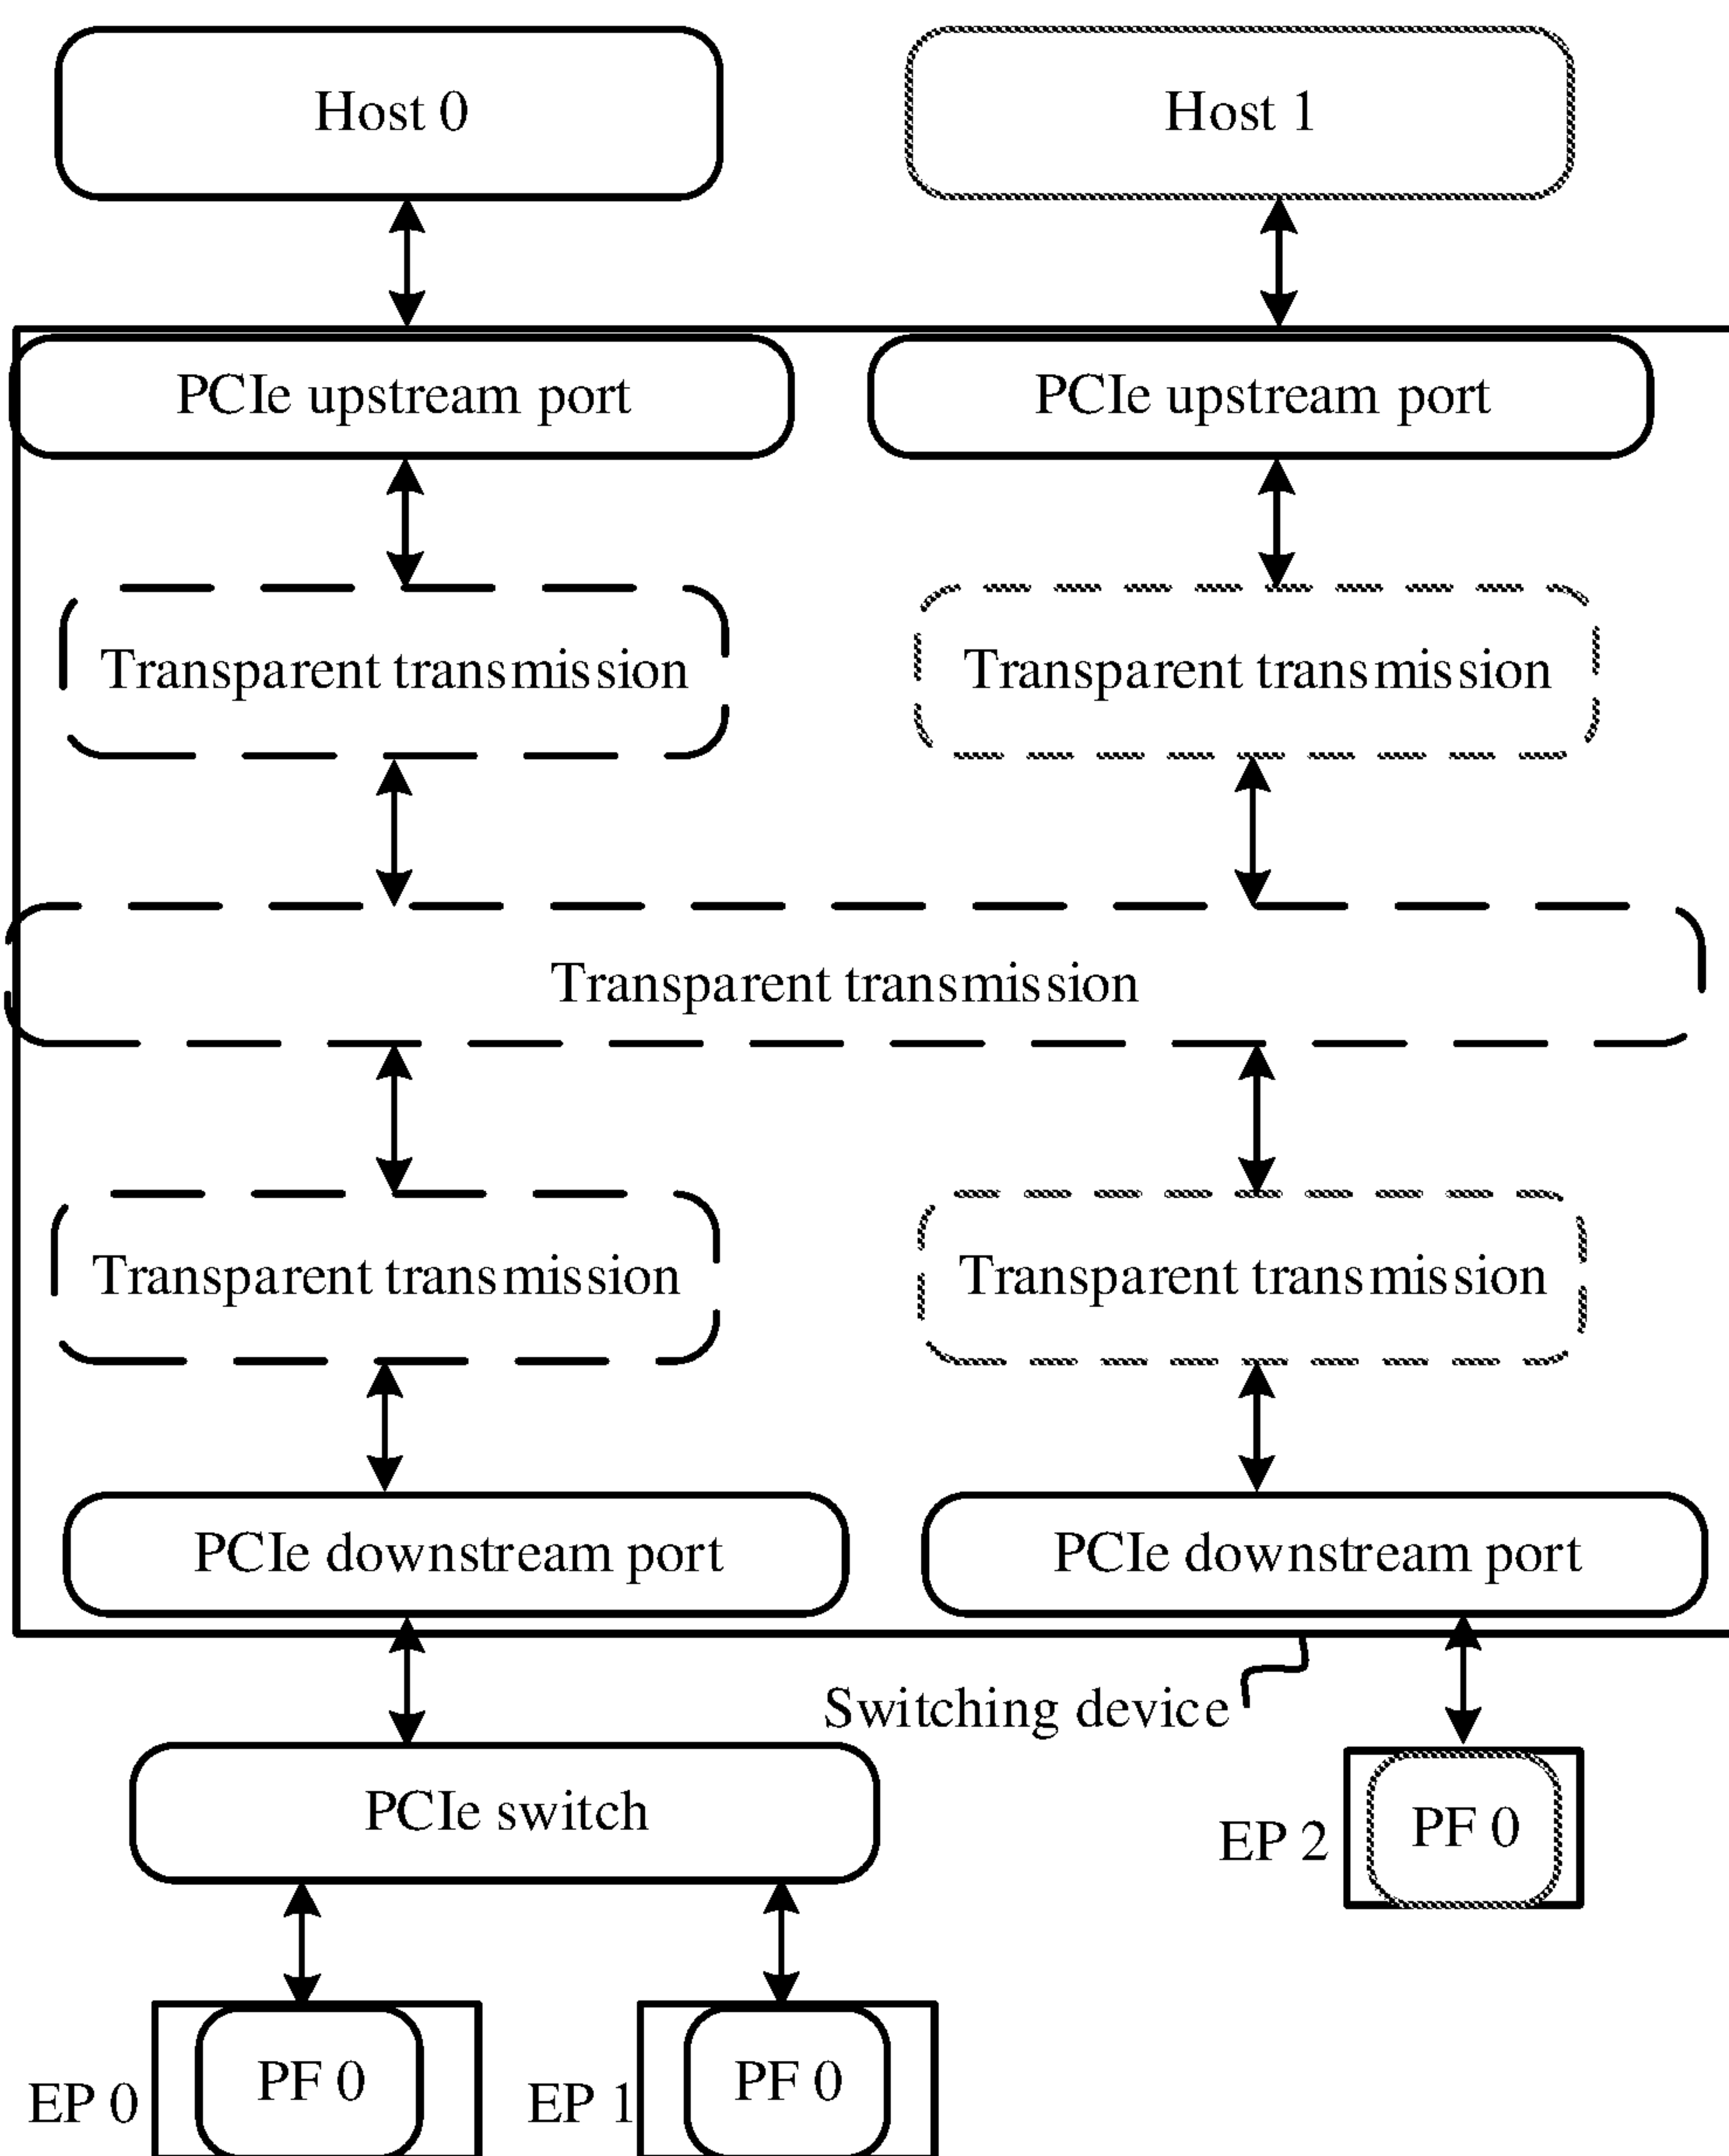 Host 0
Host 1
PCIe upstream port
PCIe upstream port
Transparent transmission
Transparent transmission
Transparent transmission
Transparent transmission
Transparent transmission
PCIe downstream port
PCIe downstream port
Switching device
PCIe switch
EP 2
PF 0
EP 0
PF 0
EP 1
PF 0